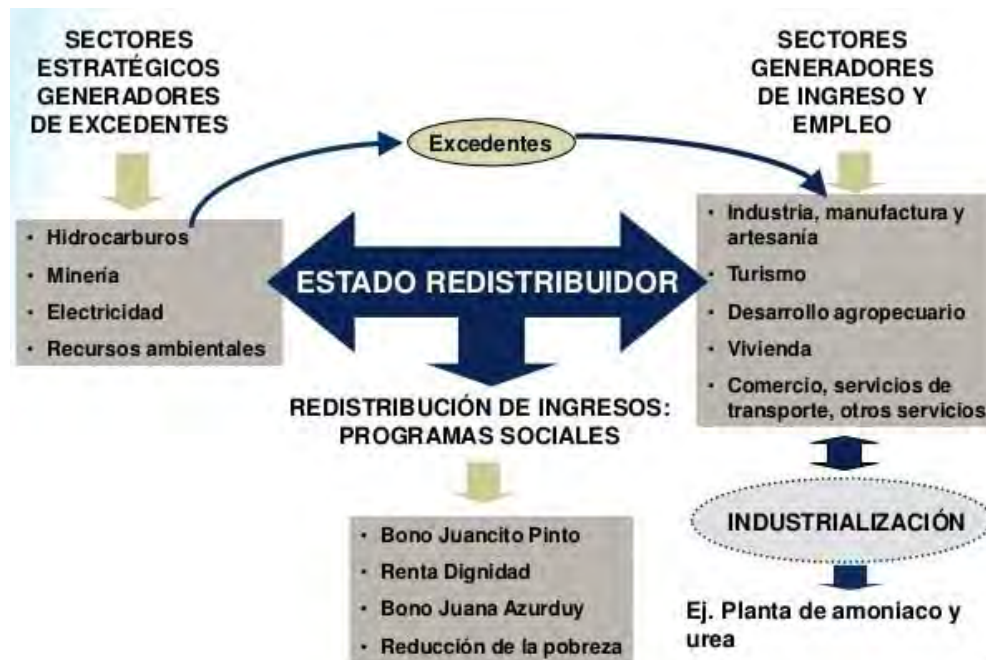 SECTORES
ESTRATÉGICOS
GENERADORES
DE EXCEDENTES
SECTORES
GENERADORES
DE INGRESO Y
EMPLEO
Excedentes
• Hidrocarburos
• Minería
• Electricidad
• Recursos ambientales
ESTADO REDISTRIBUIDOR
• Industria, manufactura y
artesanía
• Turismo
• Desarrollo agropecuario
• Vivienda
• Comercio, servicios de
transporte, otros servicios
REDISTRIBUCIÓN DE INGRESOS:
PROGRAMAS SOCIALES
• Bono Juancito Pinto
• Renta Dignidad
• Bono Juana Azurduy
• Reducción de la pobreza
INDUSTRIALIZACIÓN
Ej. Planta de amoniaco y
urea